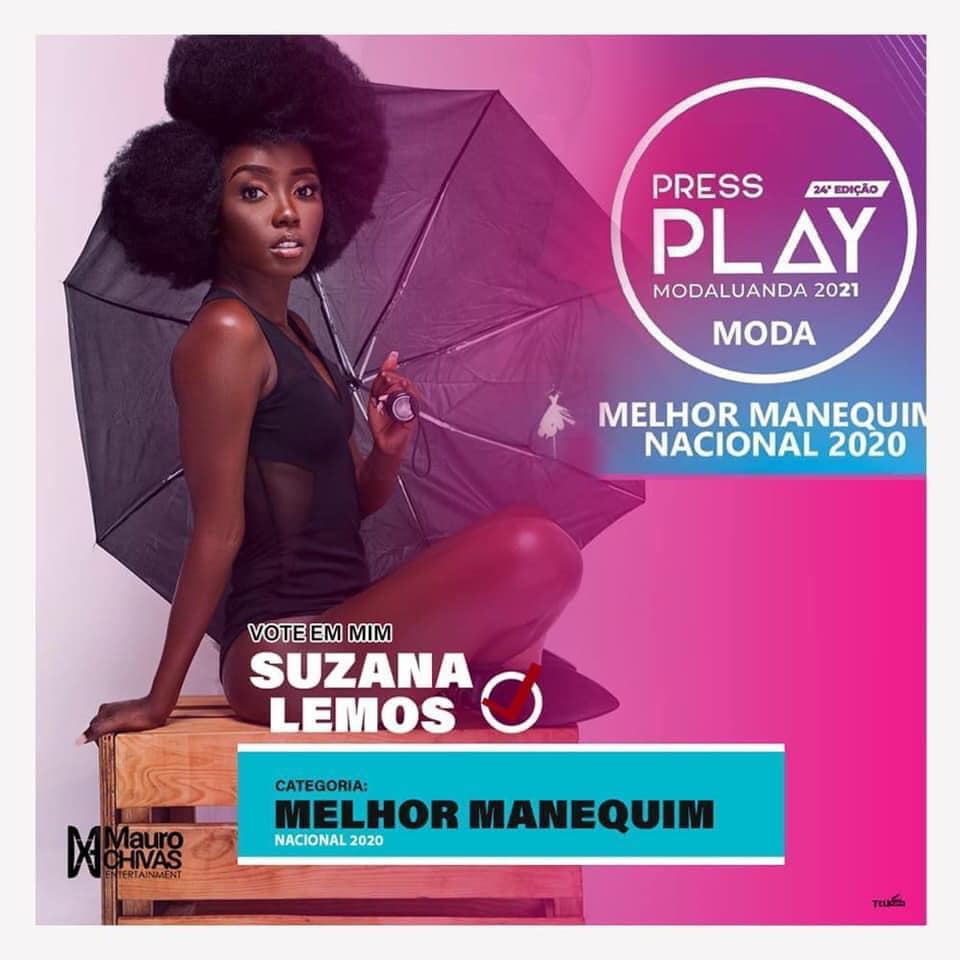 PRESS
24ª EDIÇÃO
PLAY
MODALUANDA 2021
MODA
MELHOR MANEQUIM
NACIONAL 2020
VOTE EM MIM
SUZANA
LEMOS
CATEGORIA:
MELHOR MANEQUIM
NACIONAL 2020
Mauro
CHIVAS
ENTERTAINMENT